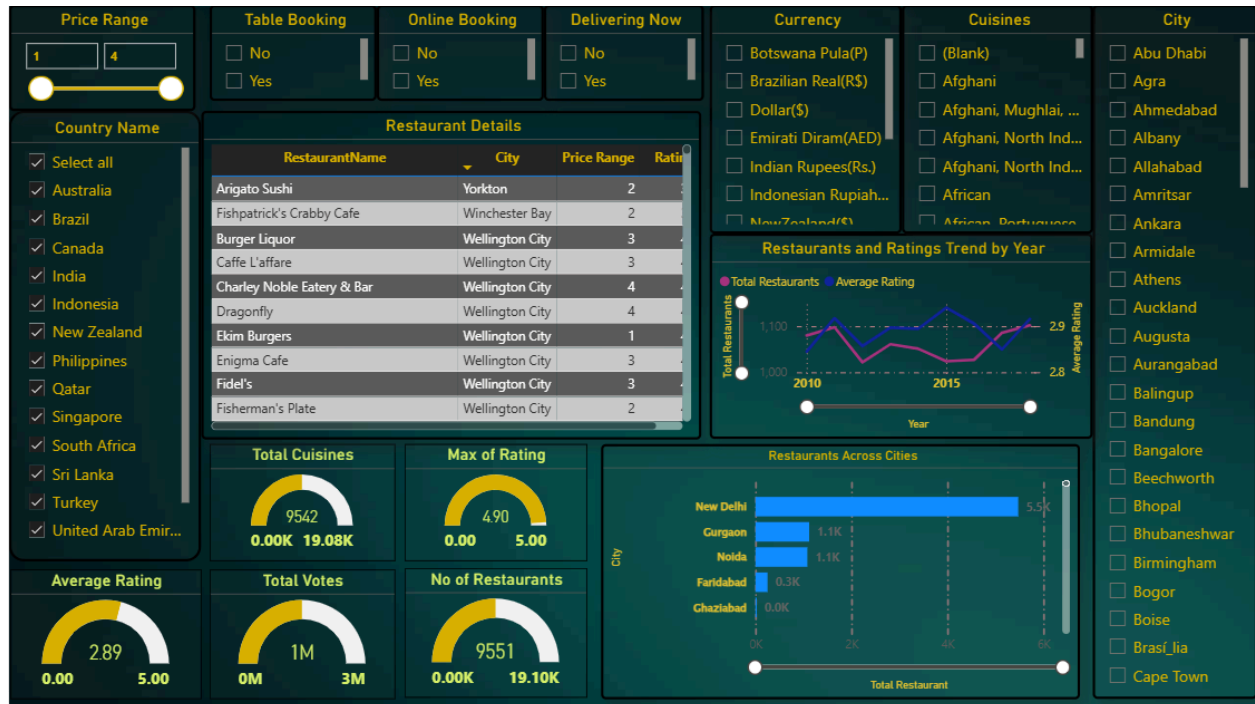 Price Range
1 4
Table Booking
No
Yes
Online Booking
No
Yes
Delivering Now
No
Yes
Currency
Botswana Pula(P)
Brazilian Real(R$)
Dollar($)
Emirati Diram(AED)
Indian Rupees(Rs.)
Indonesian Rupiah...
NewZealand($)
Cuisines
(Blank)
Afghani
Afghani, Mughlai, ...
Afghani, North Ind...
Afghani, North Ind...
African
African, Portuguese
City
Abu Dhabi
Agra
Ahmedabad
Albany
Allahabad
Amritsar
Ankara
Armidale
Athens
Auckland
Augusta
Aurangabad
Balingup
Bandung
Bangalore
Beechworth
Bhopal
Bhubaneshwar
Birmingham
Bogor
Boise
Brasí_lia
Cape Town
Country Name
Select all
Australia
Brazil
Canada
India
Indonesia
New Zealand
Philippines
Qatar
Singapore
South Africa
Sri Lanka
Turkey
United Arab Emir...
Restaurant Details
RestaurantName City Price Range Ratin
Arigato Sushi Yorkton 2
Fishpatrick's Crabby Cafe Winchester Bay 2
Burger Liquor Wellington City 3
Caffe L'affare Wellington City 3
Charley Noble Eatery & Bar Wellington City 4
Dragonfly Wellington City 4
Ekim Burgers Wellington City 1
Enigma Cafe Wellington City 3
Fidel's Wellington City 3
Fisherman's Plate Wellington City 2
Restaurants and Ratings Trend by Year
Total Restaurants Average Rating
Total Restaurants
1,100
1,000
2.9
2.8
Average Rating
2010 2015
Year
Total Cuisines
9542
0.00K 19.08K
Max of Rating
4.90
0.00 5.00
Restaurants Across Cities
City
New Delhi 5.5K
Gurgaon 1.1K
Noida 1.1K
Faridabad 0.3K
Ghaziabad 0.0K
0K 2K 4K 6K
Total Restaurant
Average Rating
2.89
0.00 5.00
Total Votes
1M
0M 3M
No of Restaurants
9551
0.00K 19.10K